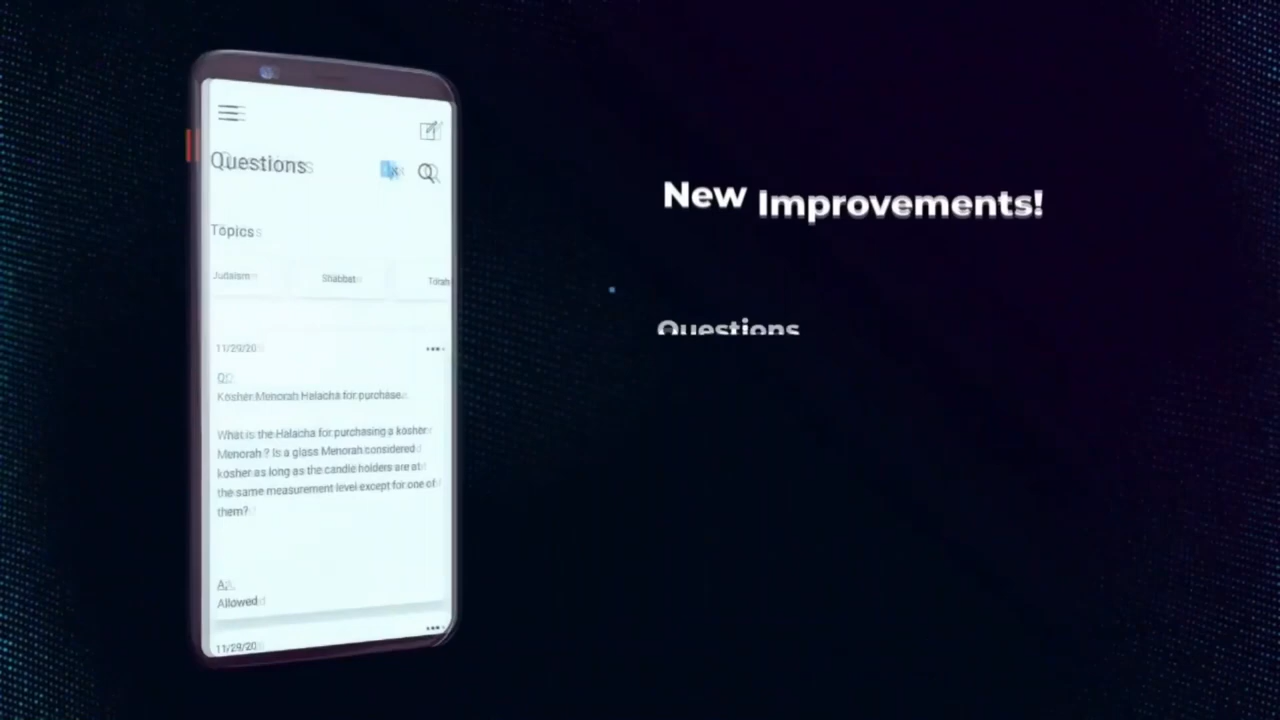 Questions
Topics
Judaism Shabbat Torah
11/29/20
Q:
Kosher Menorah Halacha for purchase.
What is the Halacha for purchasing a kosher
Menorah ? Is a glass Menorah considered
kosher as long as the candle holders are at
the same measurement level except for one of
them?
A:
Allowed
11/29/20
New Improvements!
Questions